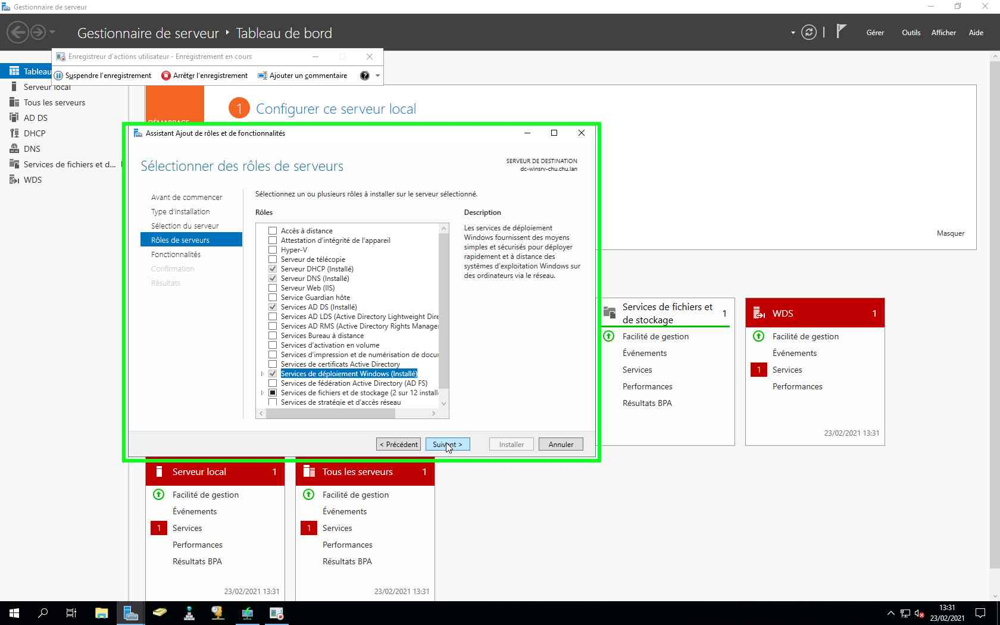 Gestionnaire de serveur
Gestionnaire de serveur ‣ Tableau de bord
Gérer
Outils
Afficher
Aide
Enregistreur d'actions utilisateur - Enregistrement en cours
Suspendre l'enregistrement
Arrêter l'enregistrement
Ajouter un commentaire
Tableau
Serveur local
Tous les serveurs
AD DS
DHCP
DNS
Services de fichiers et d...
WDS
1 Configurer ce serveur local
DÉMARRAGE
Masquer
Assistant Ajout de rôles et de fonctionnalités
Sélectionner des rôles de serveurs
SERVEUR DE DESTINATION
dc-winsrv-chu.chu.lan
Avant de commencer
Type d'installation
Sélection du serveur
Rôles de serveurs
Fonctionnalités
Confirmation
Résultats
Sélectionnez un ou plusieurs rôles à installer sur le serveur sélectionné.
Rôles
Accès à distance
Attestation d'intégrité de l'appareil
Hyper-V
Serveur de télécopie
Serveur DHCP (Installé)
Serveur DNS (Installé)
Serveur Web (IIS)
Service Guardian hôte
Services AD DS (Installé)
Services AD LDS (Active Directory Lightweight Dire
Services AD RMS (Active Directory Rights Manager
Services Bureau à distance
Services d'activation en volume
Services d'impression et de numérisation de docu
Services de certificats Active Directory
Services de déploiement Windows (Installé)
Services de fédération Active Directory (AD FS)
Services de fichiers et de stockage (2 sur 12 install
Services de stratégie et d'accès réseau
Description
Les services de déploiement
Windows fournissent des moyens
simples et sécurisés pour déployer
rapidement et à distance des
systèmes d'exploitation Windows sur
des ordinateurs via le réseau.
< Précédent
Suivant >
Installer
Annuler
Services de fichiers et
de stockage
1
Facilité de gestion
Événements
Services
Performances
Résultats BPA
WDS
1
Facilité de gestion
Événements
1 Services
Performances
23/02/2021 13:31
Serveur local
1
Facilité de gestion
Événements
1 Services
Performances
Résultats BPA
23/02/2021 13:31
Tous les serveurs
1
Facilité de gestion
Événements
1 Services
Performances
Résultats BPA
23/02/2021 13:31
13:31
23/02/2021